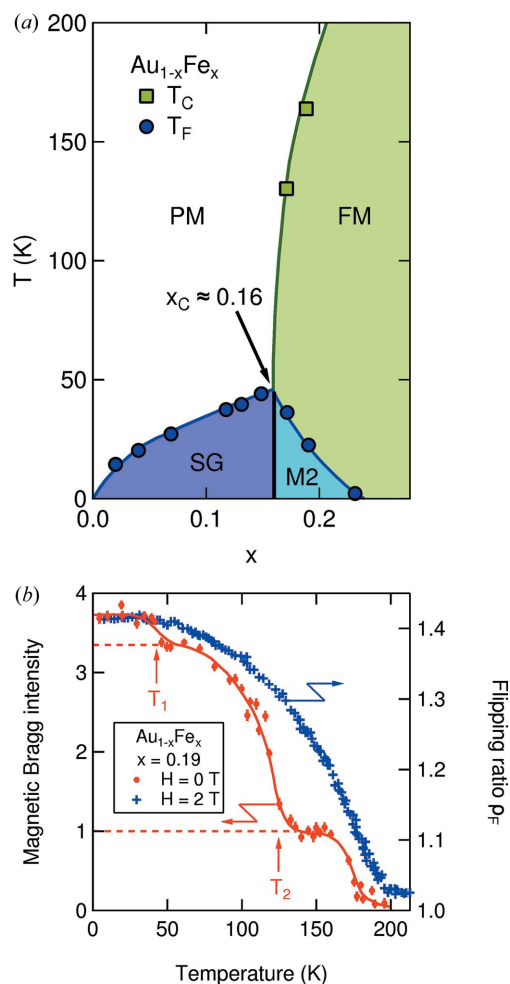 (a)
200
150
100
50
0
T (K)
Au1-xFex
TC
TF
PM
FM
xC ≈ 0.16
SG
M2
0.0
0.1
0.2
x
(b)
4
3
2
1
0
Magnetic Bragg intensity
T1
Au1-xFex
x = 0.19
H = 0 T
H = 2 T
T2
1.4
1.3
1.2
1.1
1.0
Flipping ratio ρF
0
50
100
150
200
Temperature (K)